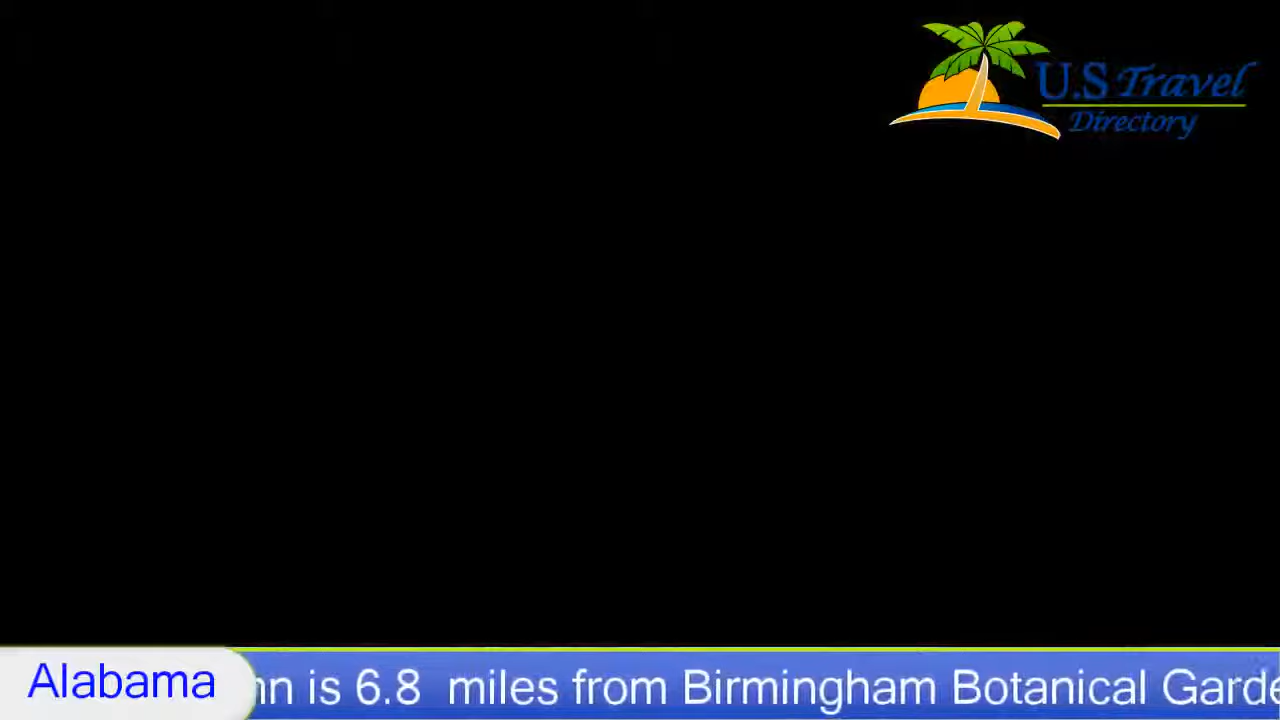 U.S Travel
Directory
Alabama
is 6.8 miles from Birmingham Botanical